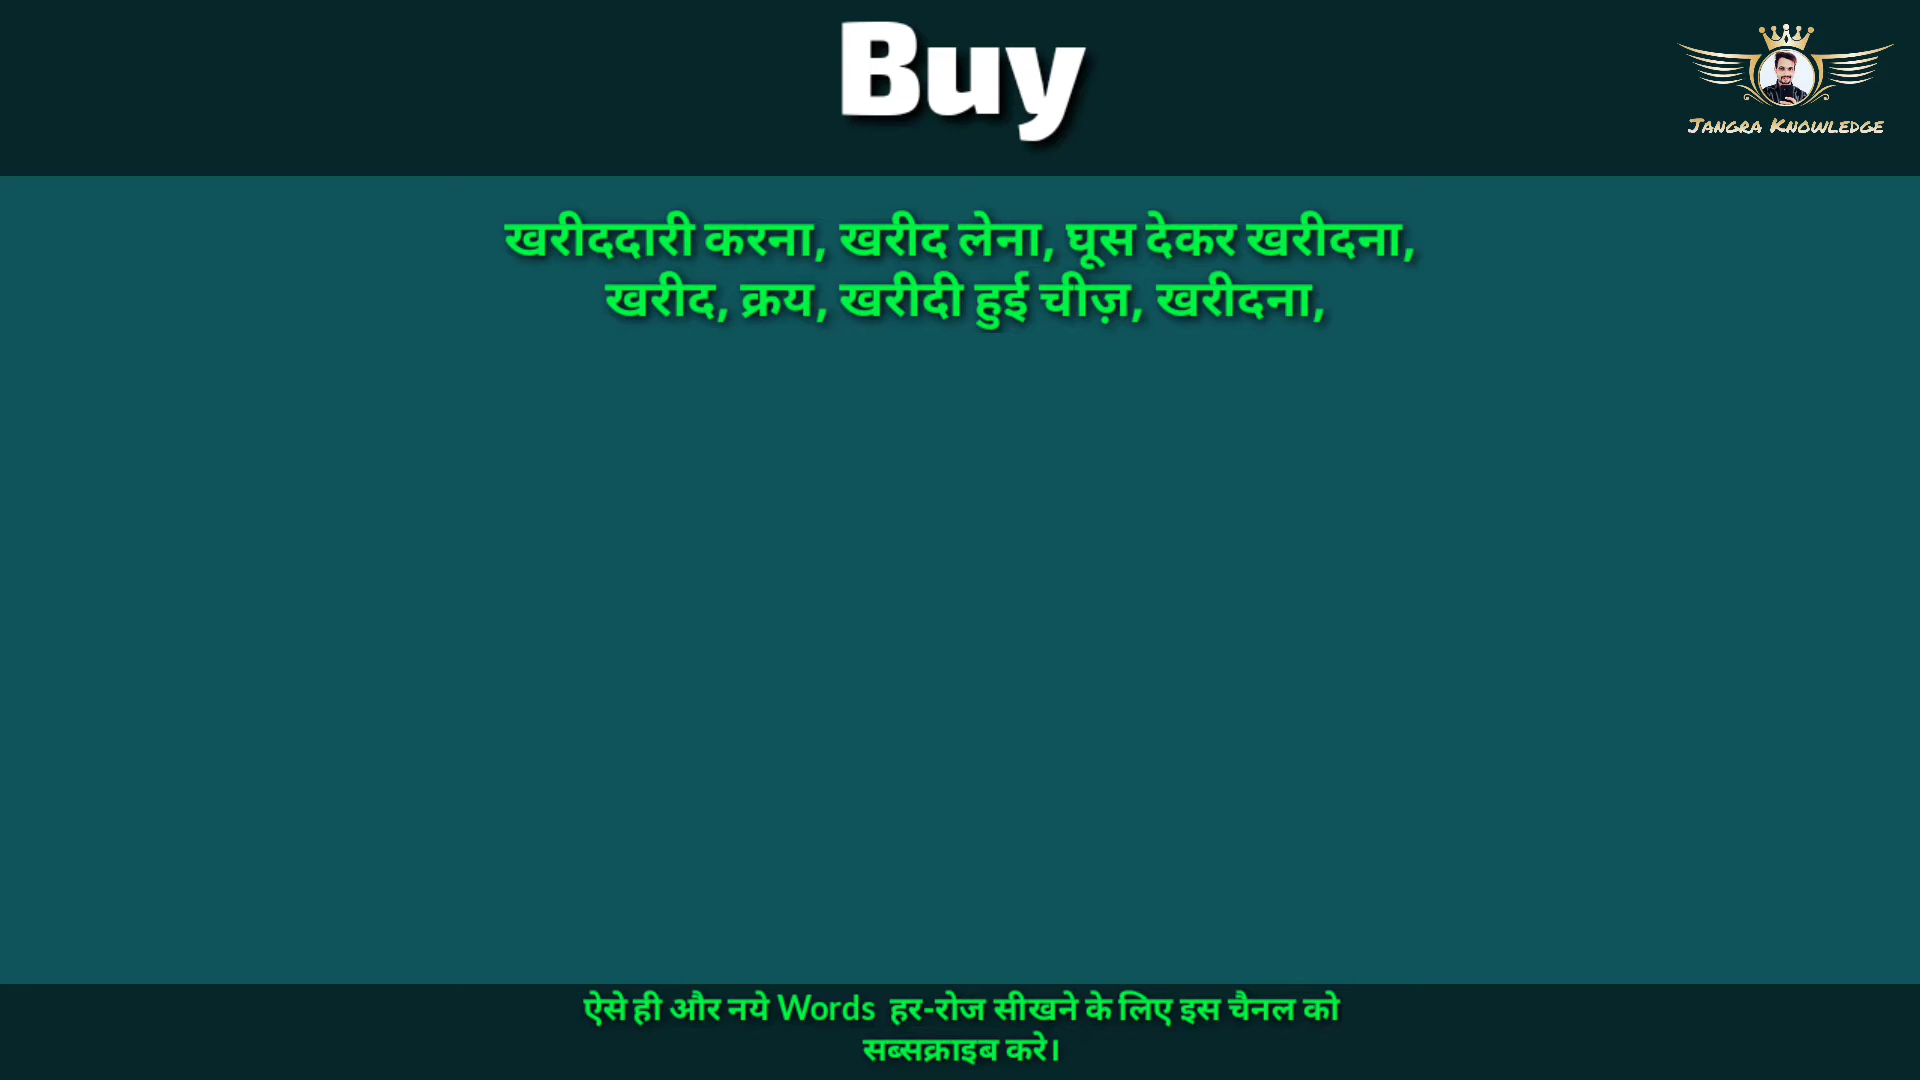 Buy
JANGRA KNOWLEDGE
खरीददारी करना, खरीद लेना, घूस देकर खरीदना,
खरीद, क्रय, खरीदी हुई चीज़, खरीदना,
ऐसे ही और नये Words हर-रोज सीखने के लिए इस चैनल को
सब्सक्राइब करे।